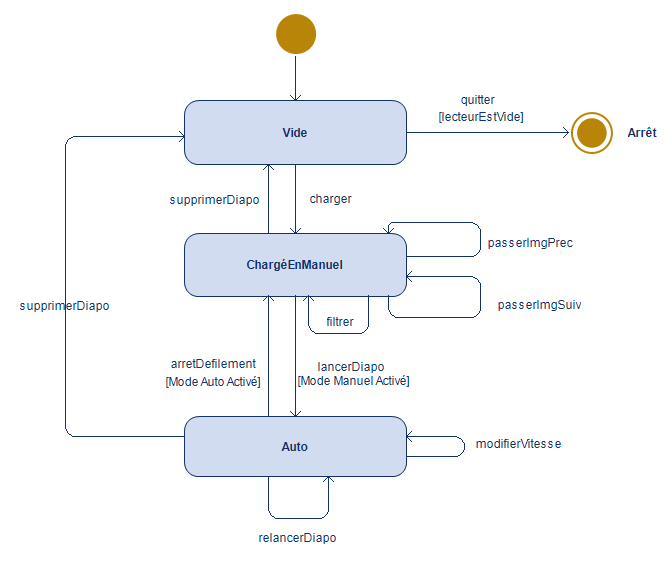 quitter
[lecteurEstVide]
Vide
Arrêt
supprimerDiapo
charger
passerImgPrec
ChargéEnManuel
passerImgSuiv
supprimerDiapo
filtrer
arretDefilement
[Mode Auto Activé]
lancerDiapo
[Mode Manuel Activé]
Auto
modifierVitesse
relancerDiapo